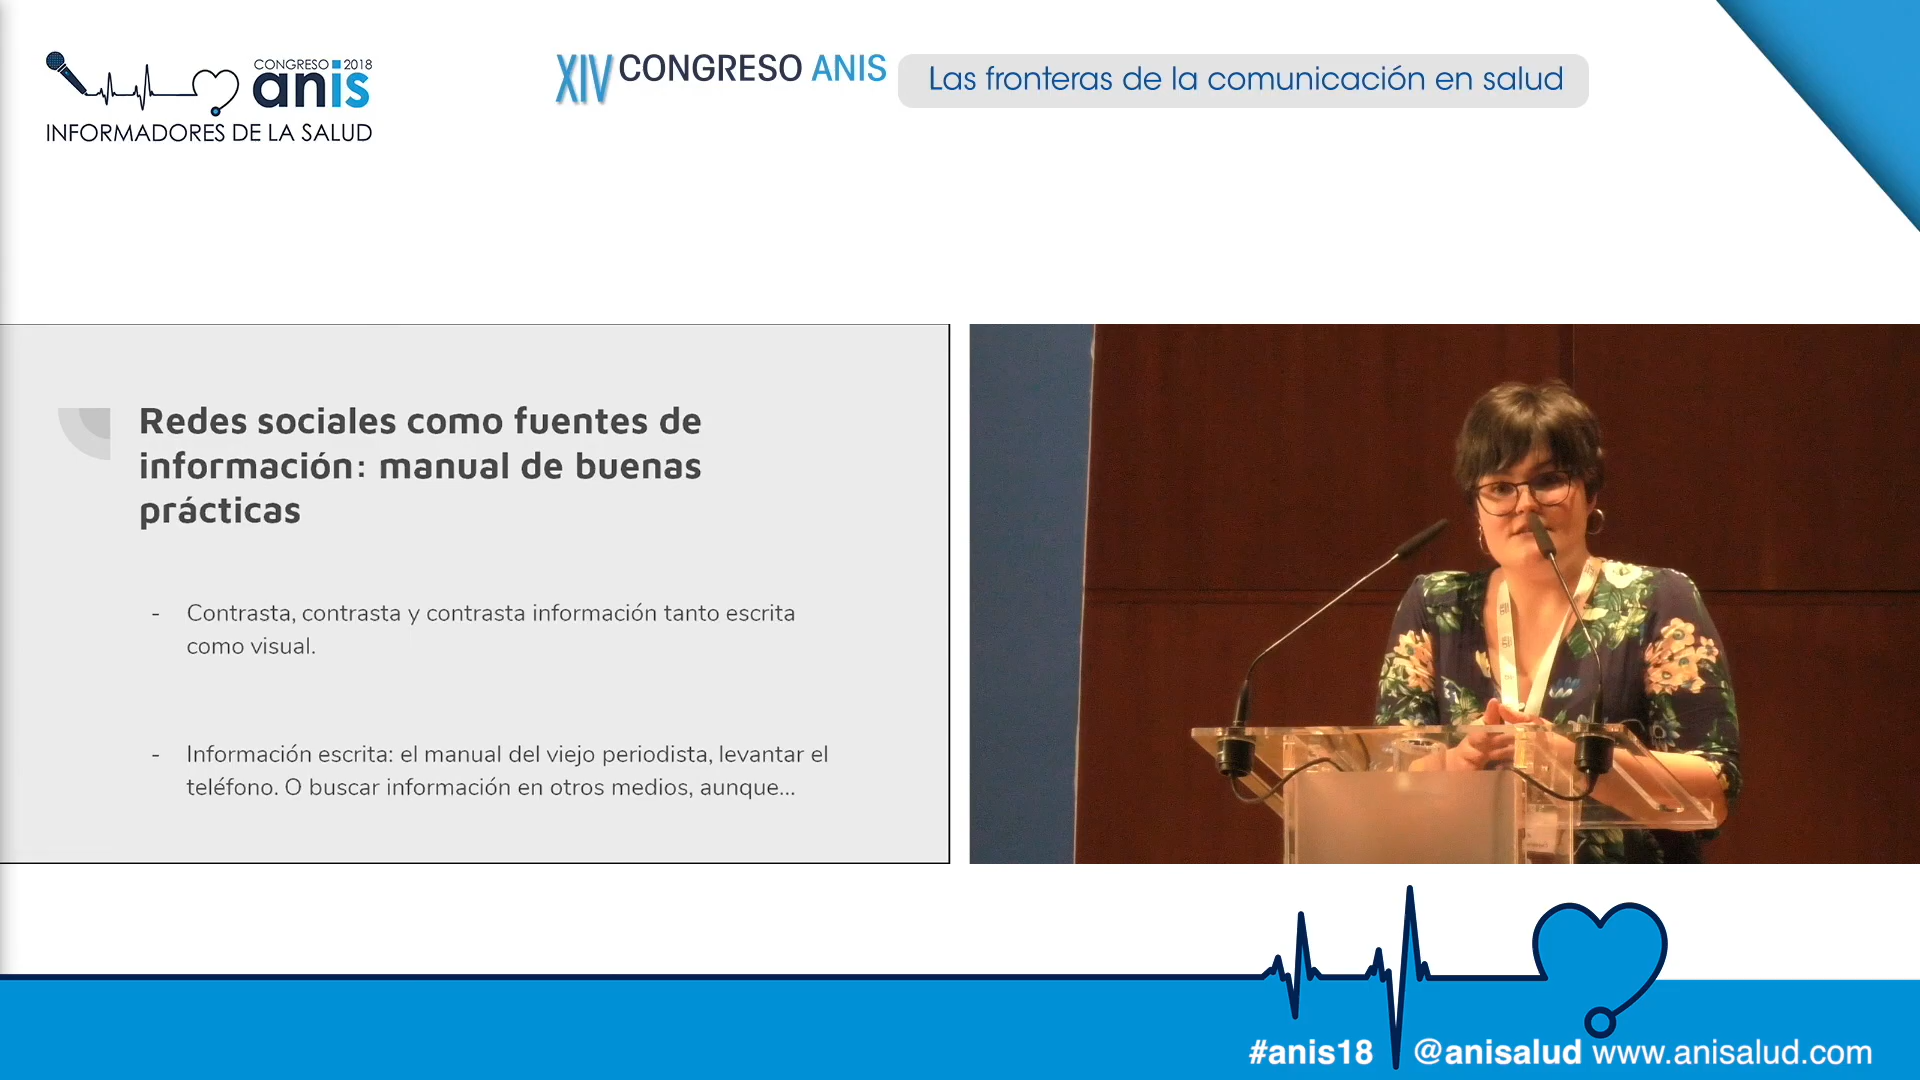 CONGRESO 2018
anis
INFORMADORES DE LA SALUD
XIV CONGRESO ANIS
Las fronteras de la comunicación en salud
Redes sociales como fuentes de
información: manual de buenas
prácticas
- Contrasta, contrasta y contrasta información tanto escrita
como visual.
- Información escrita: el manual del viejo periodista, levantar el
teléfono. O buscar información en otros medios, aunque...
#anis18 @anisalud www.anisalud.com